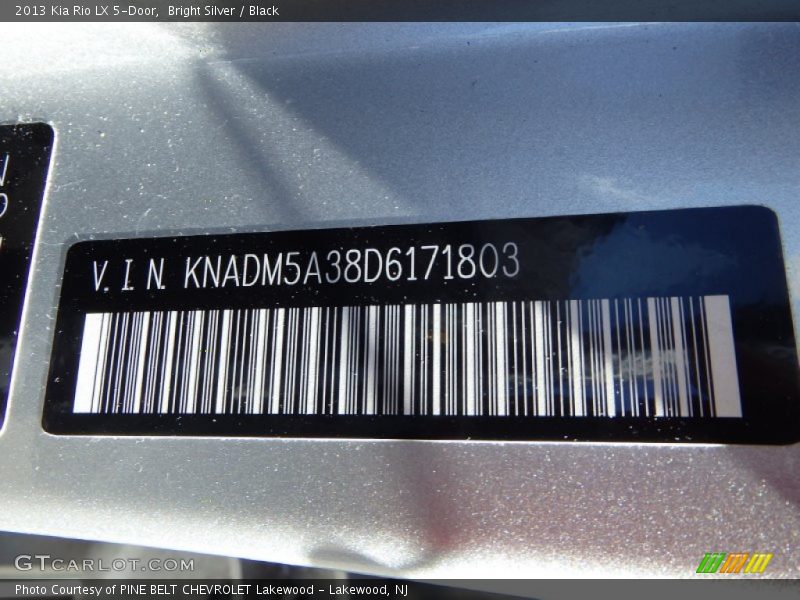 2013 Kia Rio LX 5-Door,  Bright Silver / Black
V.I.N. KNADM5A38D6171803
GTCARLOT.COM
Photo Courtesy of PINE BELT CHEVROLET Lakewood - Lakewood, NJ